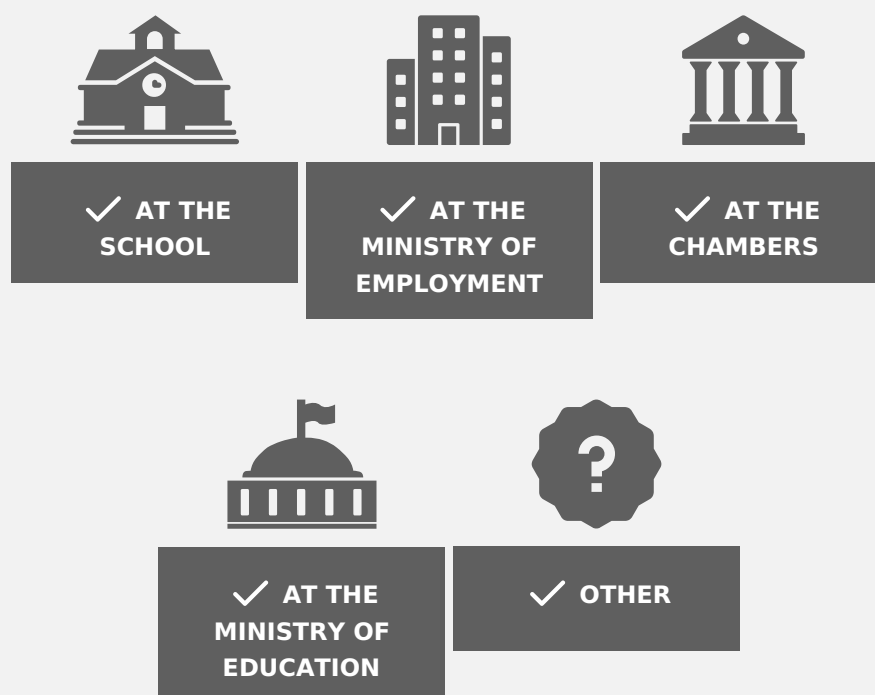 ✓ AT THE
SCHOOL
✓ AT THE
MINISTRY OF
EMPLOYMENT
✓ AT THE
CHAMBERS
✓ AT THE
MINISTRY OF
EDUCATION
?
✓ OTHER